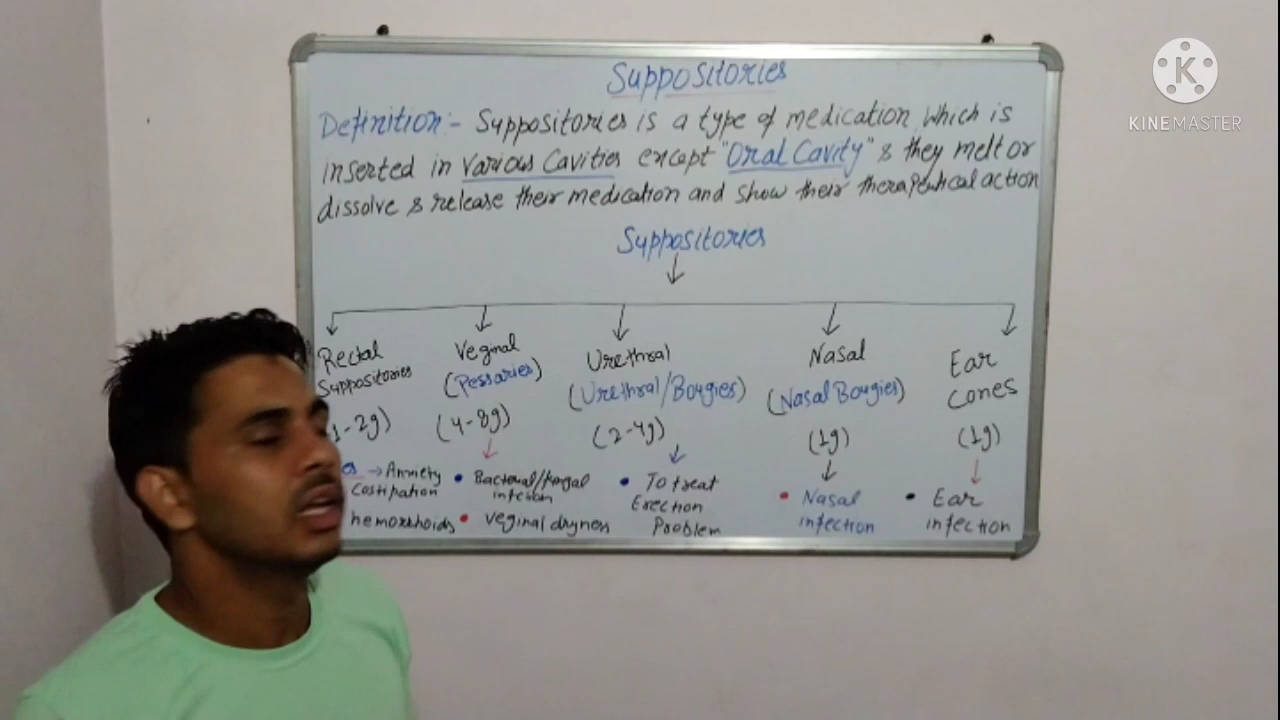 Suppositories
Definition:- Suppositories is a type of medication which is
inserted in various Cavities except "Oral Cavity" & they melt or
dissolve & release their medication and show their therapeutical action
Suppositories
Rectal Suppositories
Veginal (Pessaries)
Urethral (Urethral/Bougies)
Nasal (Nasal Bougies)
Ear Cones
1-2g)
(4-8g)
(2-4g)
(1g)
(1g)
→ Anxiety
Costipation
hemorrhoids
• Bacterial/fungal
infection
• Veginal dryness
• To treat
Erection
Problem
• Nasal
infection
• Ear
infection
K
KINEMASTER